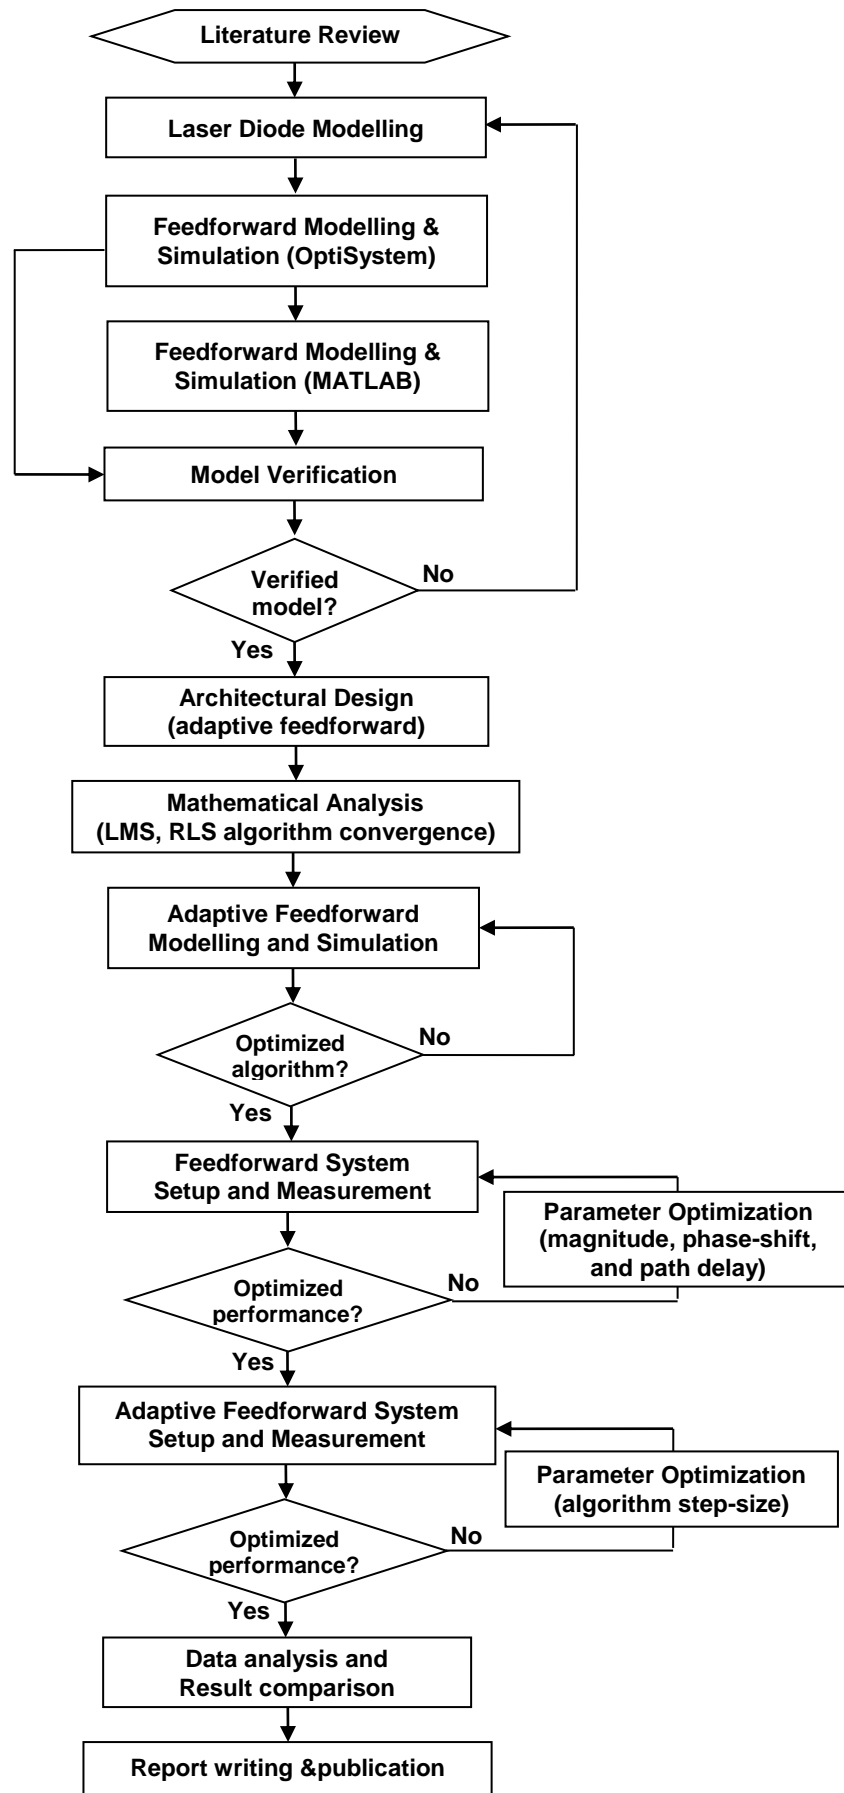 Literature Review
Laser Diode Modelling
Feedforward Modelling &
Simulation (OptiSystem)
Feedforward Modelling &
Simulation (MATLAB)
Model Verification
Verified
model?
No
Yes
Architectural Design
(adaptive feedforward)
Mathematical Analysis
(LMS, RLS algorithm convergence)
Adaptive Feedforward
Modelling and Simulation
Optimized
algorithm?
No
Yes
Feedforward System
Setup and Measurement
Parameter Optimization
(magnitude, phase-shift,
and path delay)
Optimized
performance?
No
Yes
Adaptive Feedforward System
Setup and Measurement
Parameter Optimization
(algorithm step-size)
Optimized
performance?
No
Yes
Data analysis and
Result comparison
Report writing &publication